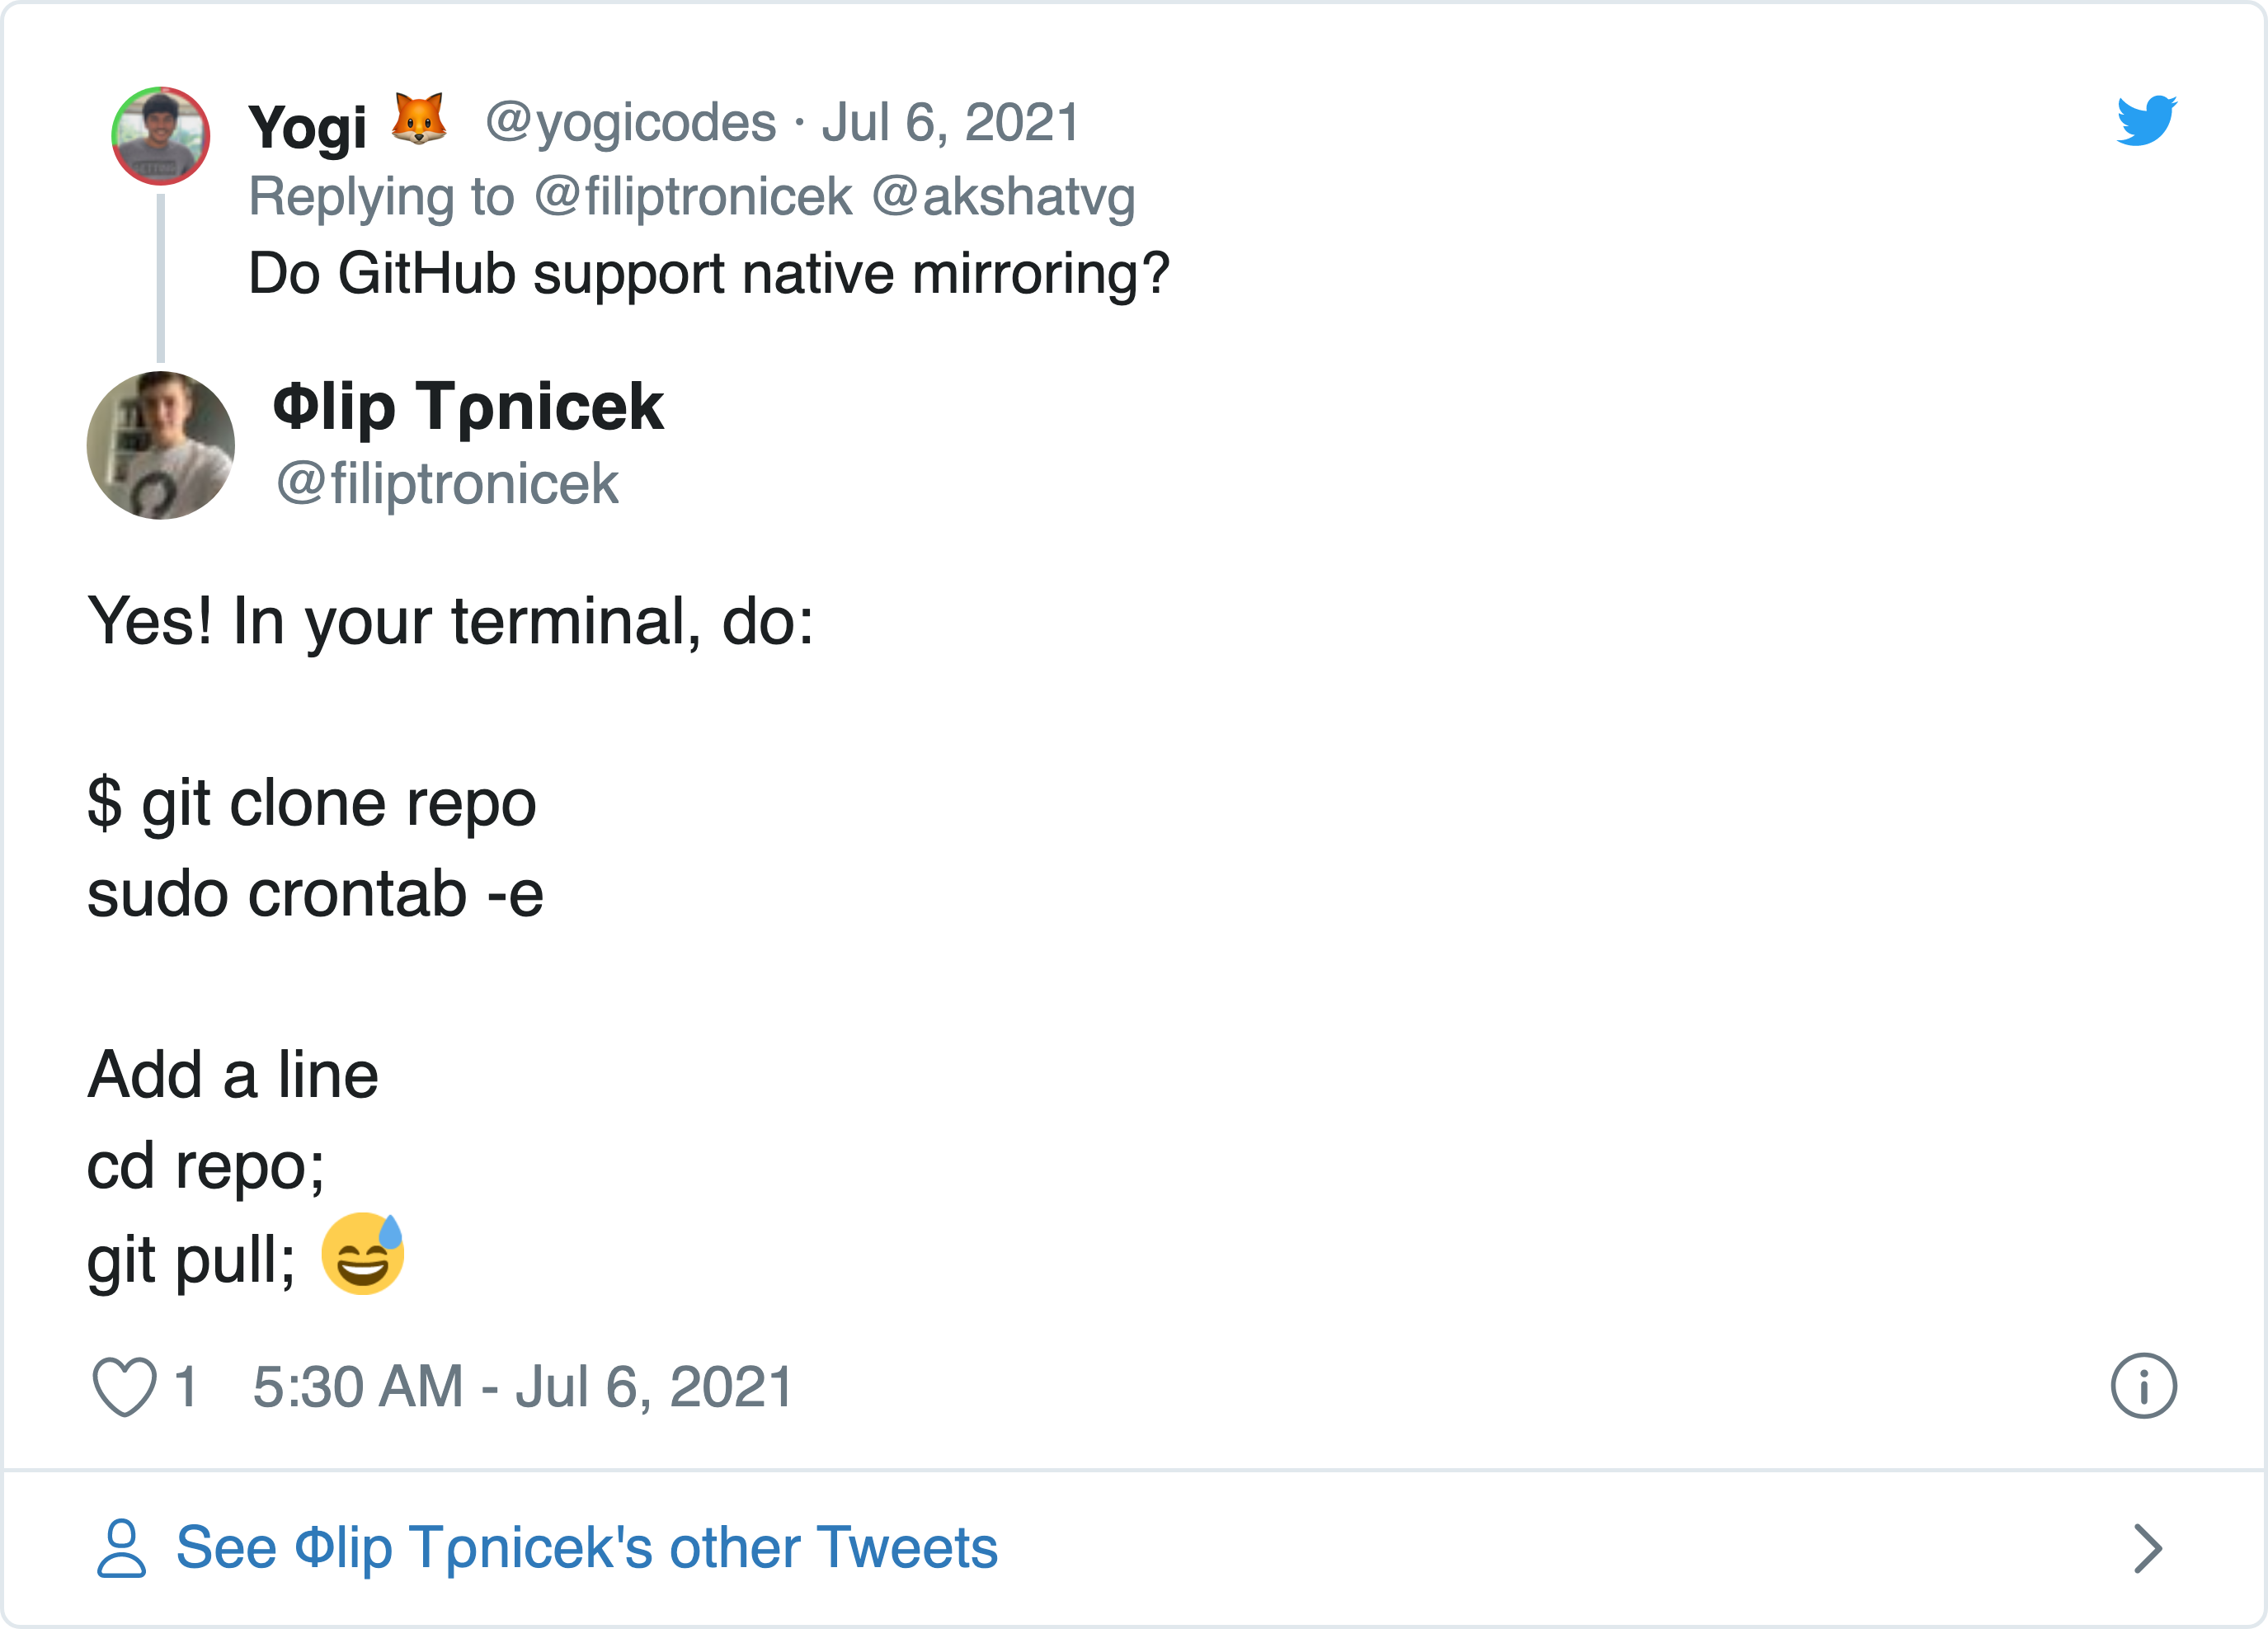 Yogi 🦊 @yogicodes · Jul 6, 2021
Replying to @filiptronicek @akshatvg
Do GitHub support native mirroring?
Φlip Tρnicek
@filiptronicek
Yes! In your terminal, do:
$ git clone repo
sudo crontab -e
Add a line
cd repo;
git pull; 😅
1 5:30 AM - Jul 6, 2021
See Φlip Tρnicek's other Tweets